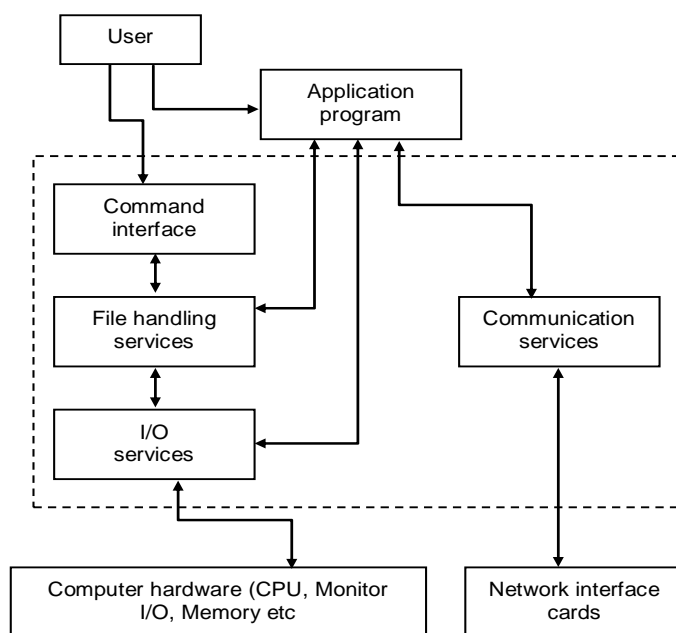 User
Application
program
Command
interface
File handling
services
Communication
services
I/O
services
Computer hardware (CPU, Monitor
I/O, Memory etc
Network interface
cards